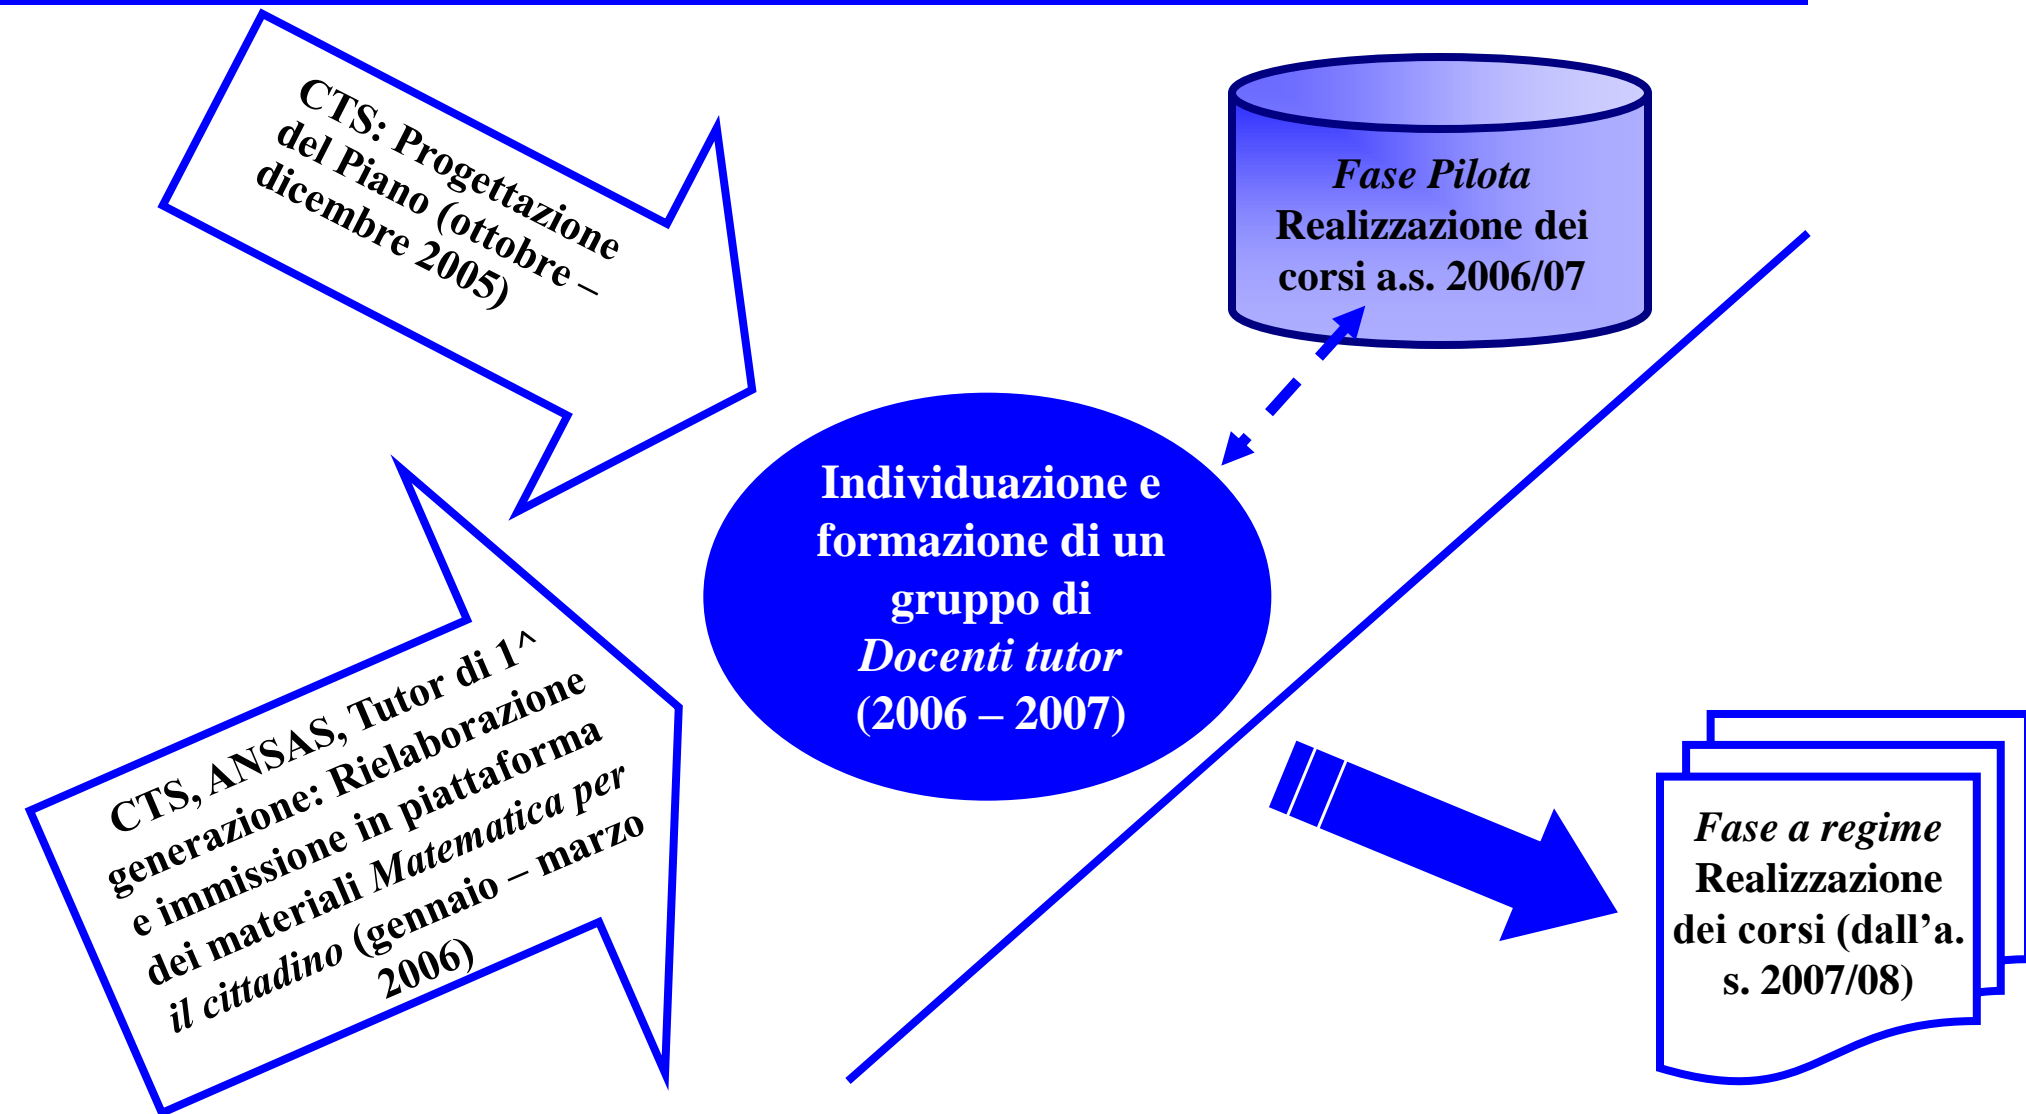 CTS: Progettazione
del Piano (ottobre –
dicembre 2005)
Fase Pilota
Realizzazione dei
corsi a.s. 2006/07
Individuazione e
formazione di un
gruppo di
Docenti tutor
(2006 – 2007)
CTS, ANSAS, Tutor di 1^
generazione: Rielaborazione
e immissione in piattaforma
dei materiali Matematica per
il cittadino (gennaio – marzo
2006)
Fase a regime
Realizzazione
dei corsi (dall’a.
s. 2007/08)